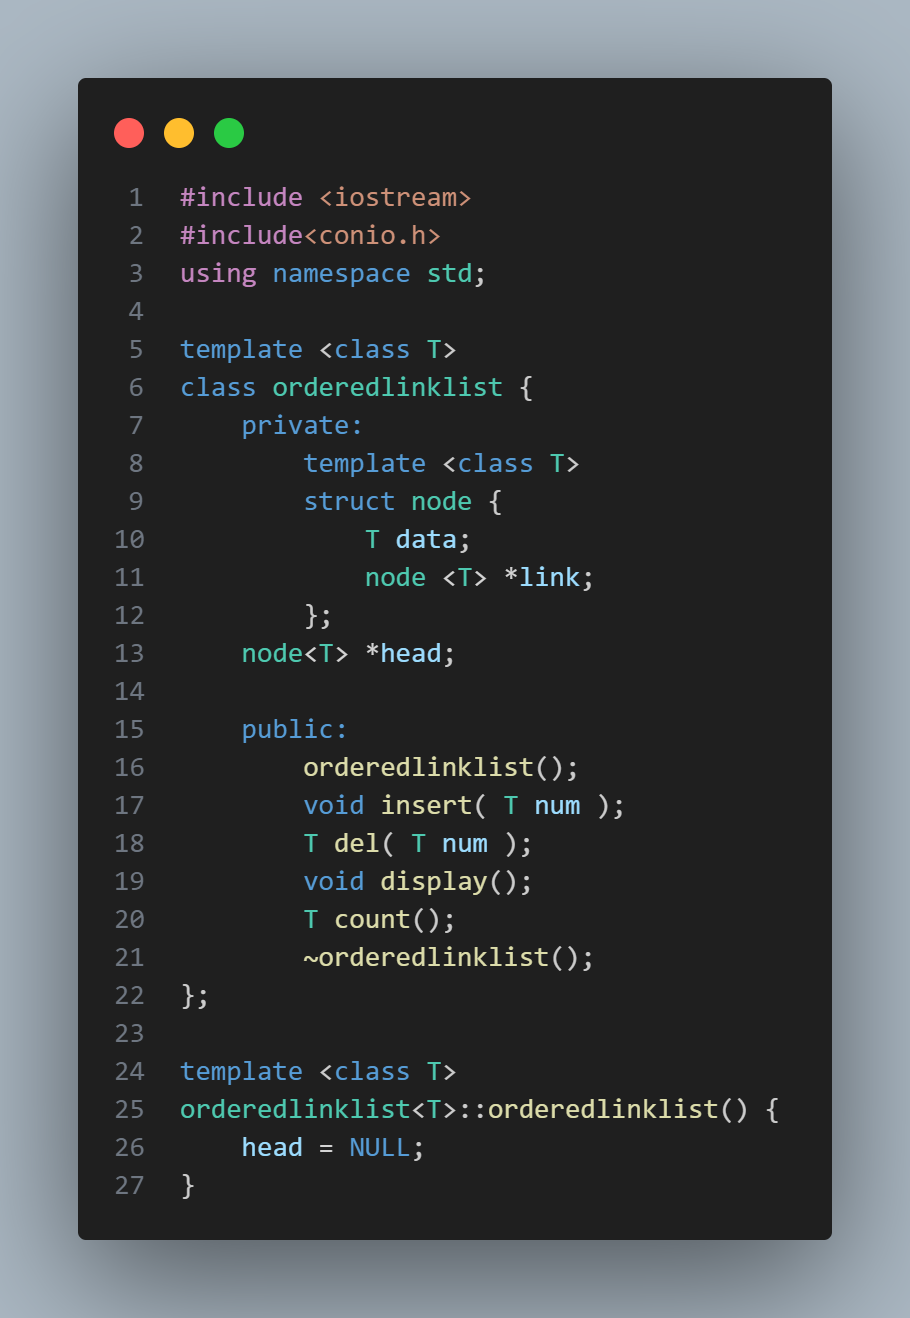 1 #include <iostream>
2 #include<conio.h>
3 using namespace std;
4
5 template <class T>
6 class orderedlinklist {
7     private:
8         template <class T>
9         struct node {
10             T data;
11             node <T> *link;
12         };
13     node<T> *head;
14
15     public:
16         orderedlinklist();
17         void insert( T num );
18         T del( T num );
19         void display();
20         T count();
21         ~orderedlinklist();
22 };
23
24 template <class T>
25 orderedlinklist<T>::orderedlinklist() {
26     head = NULL;
27 }